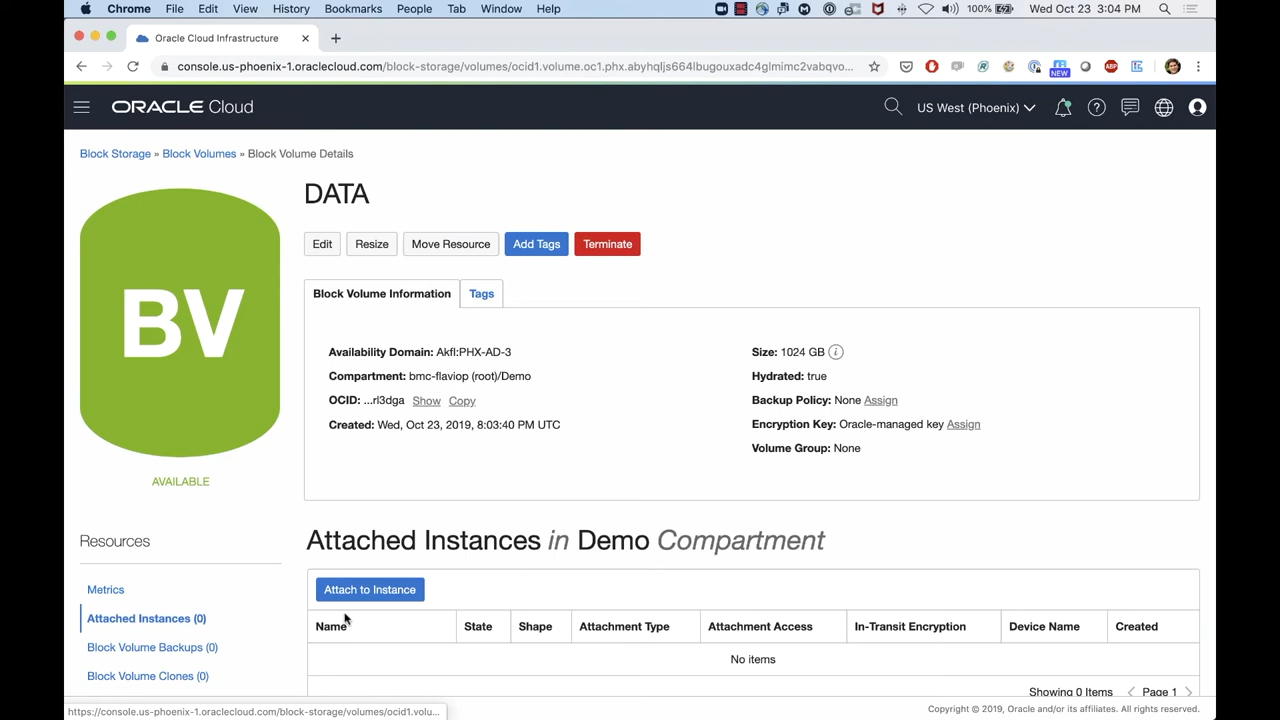 Chrome File Edit View History Bookmarks People Tab Window Help 100% Wed Oct 23 3:04 PM
Oracle Cloud Infrastructure
console.us-phoenix-1.oraclecloud.com/block-storage/volumes/ocid1.volume.oc1.phx.abyhqljs664lbugouxadc4glmimc2vabqvo...
NEW
ABP
ORACLE Cloud
US West (Phoenix)
Block Storage » Block Volumes » Block Volume Details
BV
AVAILABLE
DATA
Edit Resize Move Resource Add Tags Terminate
Block Volume Information Tags
Availability Domain: Akfl:PHX-AD-3
Compartment: bmc-flaviop (root)/Demo
OCID: ...rl3dga Show Copy
Created: Wed, Oct 23, 2019, 8:03:40 PM UTC
Size: 1024 GB
Hydrated: true
Backup Policy: None Assign
Encryption Key: Oracle-managed key Assign
Volume Group: None
Resources
Metrics
Attached Instances (0)
Block Volume Backups (0)
Block Volume Clones (0)
Attached Instances in Demo Compartment
Attach to Instance
Name State Shape Attachment Type Attachment Access In-Transit Encryption Device Name Created
No items
Showing 0 Items Page 1
https://console.us-phoenix-1.oraclecloud.com/block-storage/volumes/ocid1.volu...
Copyright © 2019, Oracle and/or its affiliates. All rights reserved.